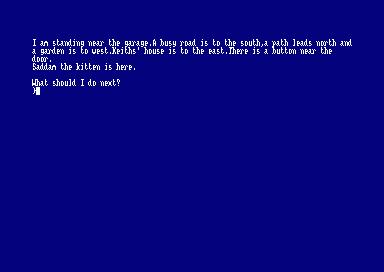 I am standing near the garage.A busy road is to the south,a path leads north and
a garden is to west.Keiths' house is to the east.There is a button near the
door.
Saddam the kitten is here.
What should I do next?
}